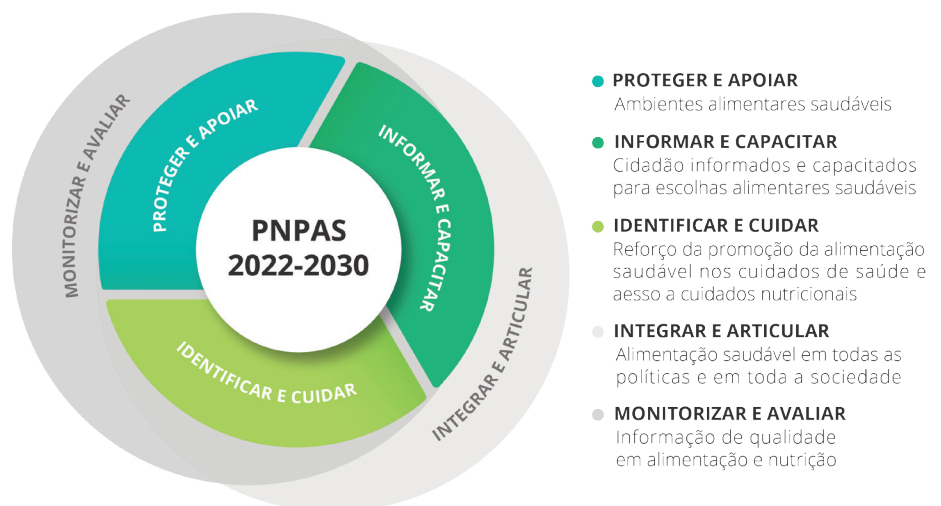 MONITORIZAR E AVALIAR
PROTEGER E APOIAR
INFORMAR E CAPACITAR
IDENTIFICAR E CUIDAR
INTEGRAR E ARTICULAR
PNPAS
2022-2030
PROTEGER E APOIAR
Ambientes alimentares saudáveis
INFORMAR E CAPACITAR
Cidadão informados e capacitados
para escolhas alimentares saudáveis
IDENTIFICAR E CUIDAR
Reforço da promoção da alimentação
saudável nos cuidados de saúde e
aesso a cuidados nutricionais
INTEGRAR E ARTICULAR
Alimentação saudável em todas as
políticas e em toda a sociedade
MONITORIZAR E AVALIAR
Informação de qualidade
em alimentação e nutrição